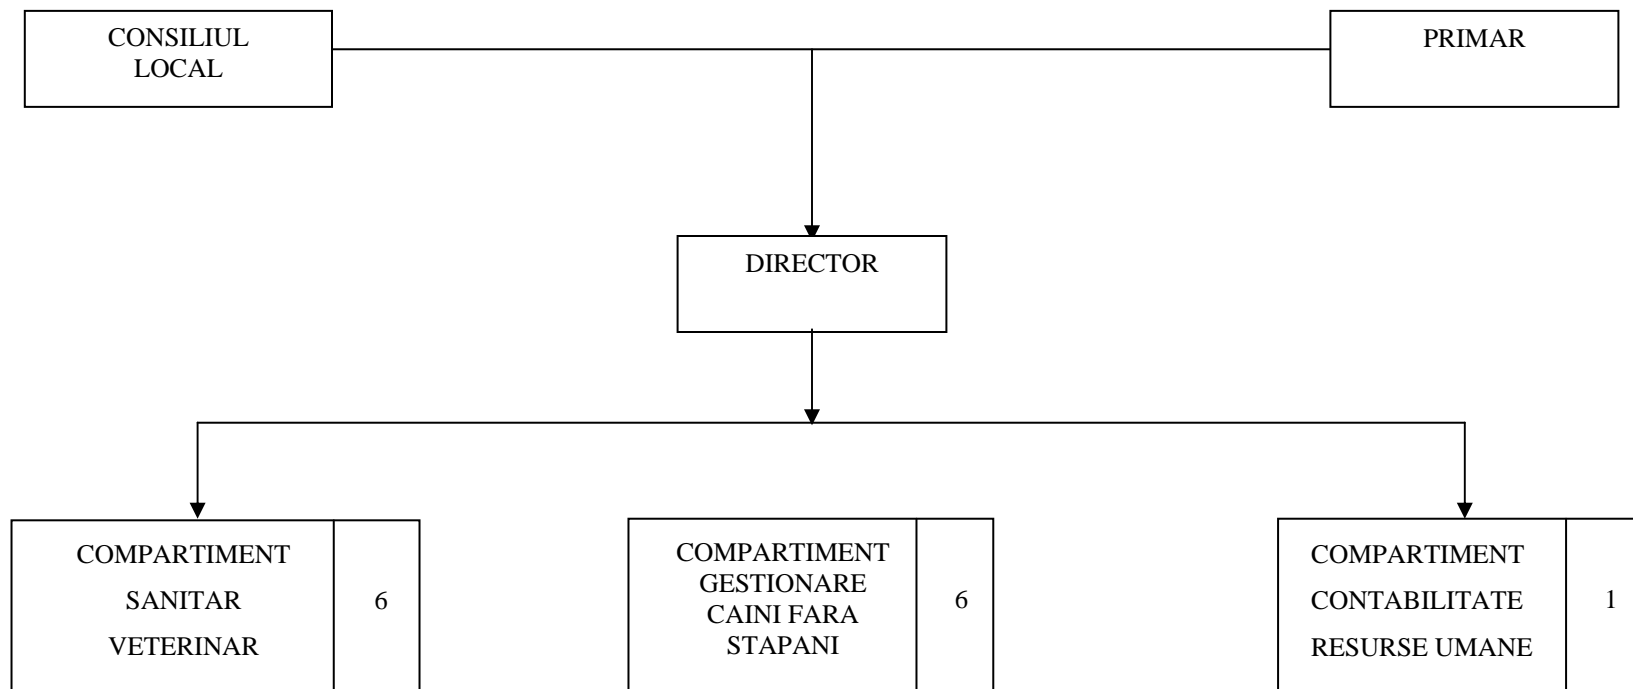 CONSILIUL
LOCAL
PRIMAR
DIRECTOR
COMPARTIMENT
SANITAR
VETERINAR
6
COMPARTIMENT
GESTIONARE
CAINI FARA
STAPANI
6
COMPARTIMENT
CONTABILITATE
RESURSE UMANE
1